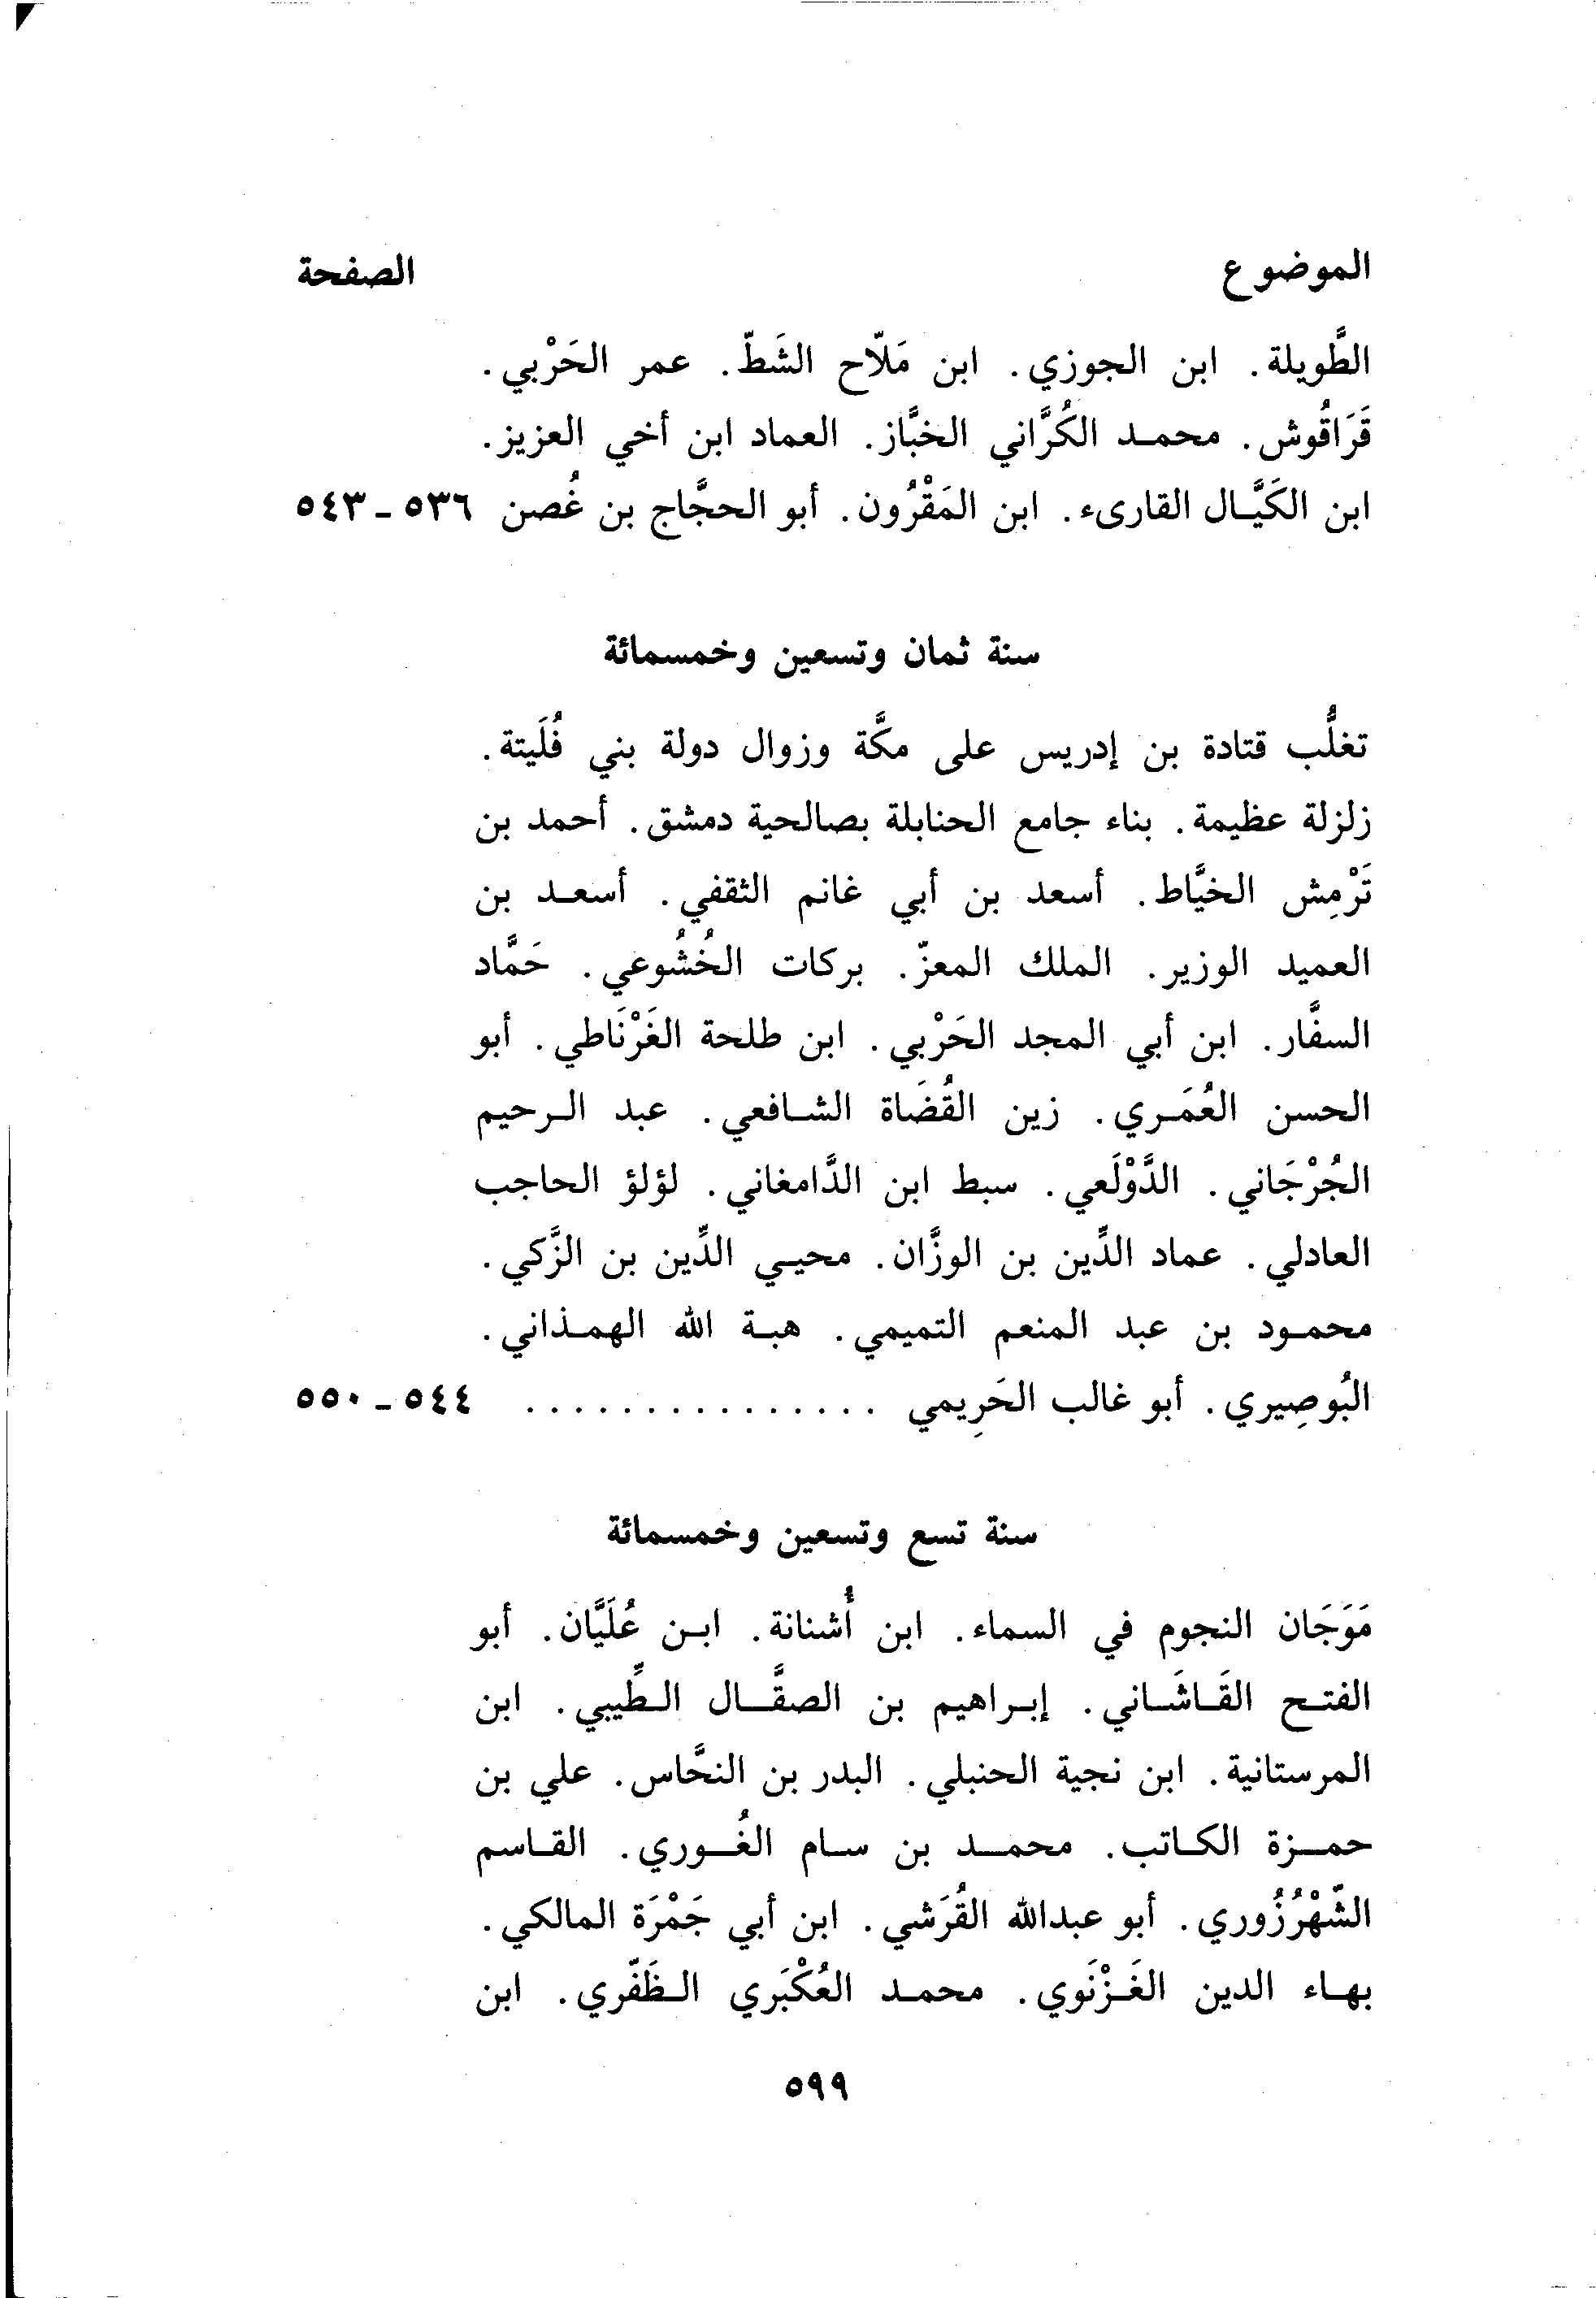 الموضوع الصفحة
الطَّويلة. ابن الجوزي. ابن مَلّاح الشَطّ. عمر الحَرْبي.
قَرَاقُوش. محمد الكُرَّاني الخبَّاز. العماد ابن أخي العزيز.
ابن الكَيَّال القارىء. ابن المَقْرُون. أبو الحجَّاج بن غُصن ٥٣٦ - ٥٤٣
سنة ثمان وتسعين وخمسمائة
تغلُّب قتادة بن إدريس على مكَّة وزوال دولة بني فُلَيتة.
زلزلة عظيمة. بناء جامع الحنابلة بصالحية دمشق. أحمد بن
تَرْمِش الخيَّاط. أسعد بن أبي غانم الثقفي. أسعد بن
العميد الوزير. الملك المعزّ. بركات الخُشُوعي. حَمَّاد
السفَّار. ابن أبي المجد الحَرْبي. ابن طلحة الغَرْنَاطي. أبو
الحسن العُمَري. زين القُضَاة الشافعي. عبد الرحيم
الجُرْجَاني. الدَّوْلَعي. سبط ابن الدَّامغاني. لؤلؤ الحاجب
العادلي. عماد الدِّين بن الوزَّان. محيي الدِّين بن الزَّكي.
محمود بن عبد المنعم التميمي. هبة الله الهمذاني.
البُوصِيري. أبو غالب الحَرِيمي . . . . . . . . . . . . . . . ٥٤٤ - ٥٥٠
سنة تسع وتسعين وخمسمائة
مَوَجَان النجوم في السماء. ابن أُشنانة. ابن عُلَيَّان. أبو
الفتح القَاشَاني. إبراهيم بن الصقَّال الطِّيبي. ابن
المرستانية. ابن نجية الحنبلي. البدر بن النحَّاس. علي بن
حمزة الكاتب. محمد بن سام الغُوري. القاسم
الشّهْرُزُوري. أبو عبدالله القُرَشي. ابن أبي جَمْرَة المالكي.
بهاء الدين الغَزْنَوي. محمد العُكْبَري الظَفّري. ابن
٥٩٩